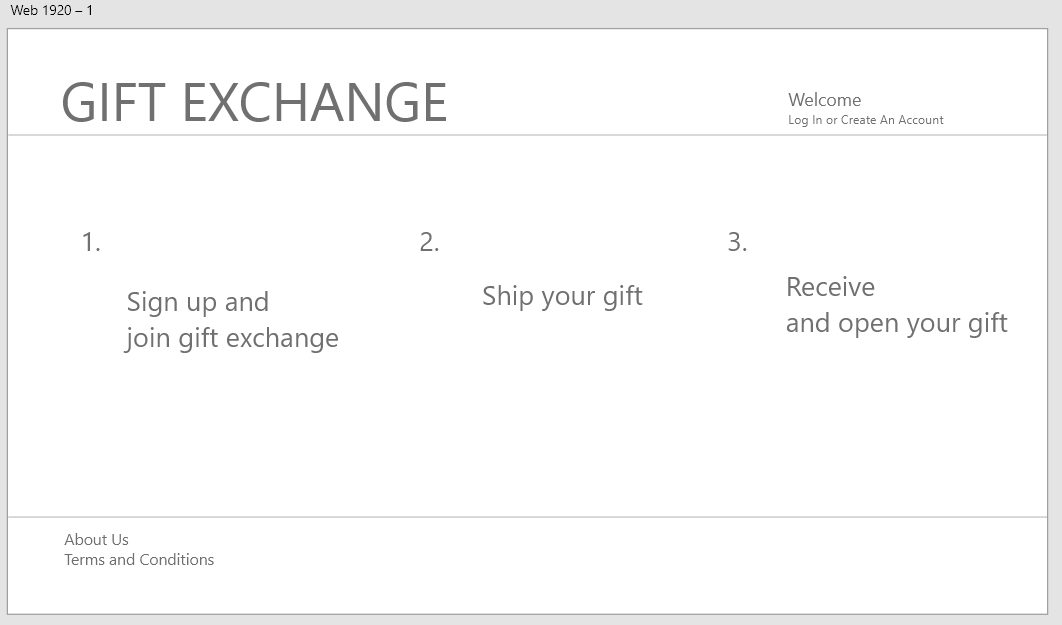 Web 1920 – 1
GIFT EXCHANGE
Welcome
Log In or Create An Account
1.
Sign up and
join gift exchange
2.
Ship your gift
3.
Receive
and open your gift
About Us
Terms and Conditions